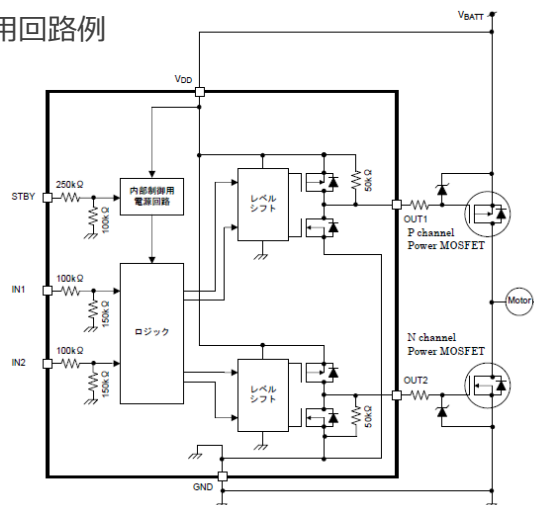 用回路例
VBATT
VDD
STBY
250kΩ
100kΩ
内部制御用
電源回路
レベル
シフト
50kΩ
OUT1
P channel
Power MOSFET
IN1
100kΩ
150kΩ
ロジック
Motor
IN2
100kΩ
150kΩ
N channel
Power MOSFET
レベル
シフト
50kΩ
OUT2
GND